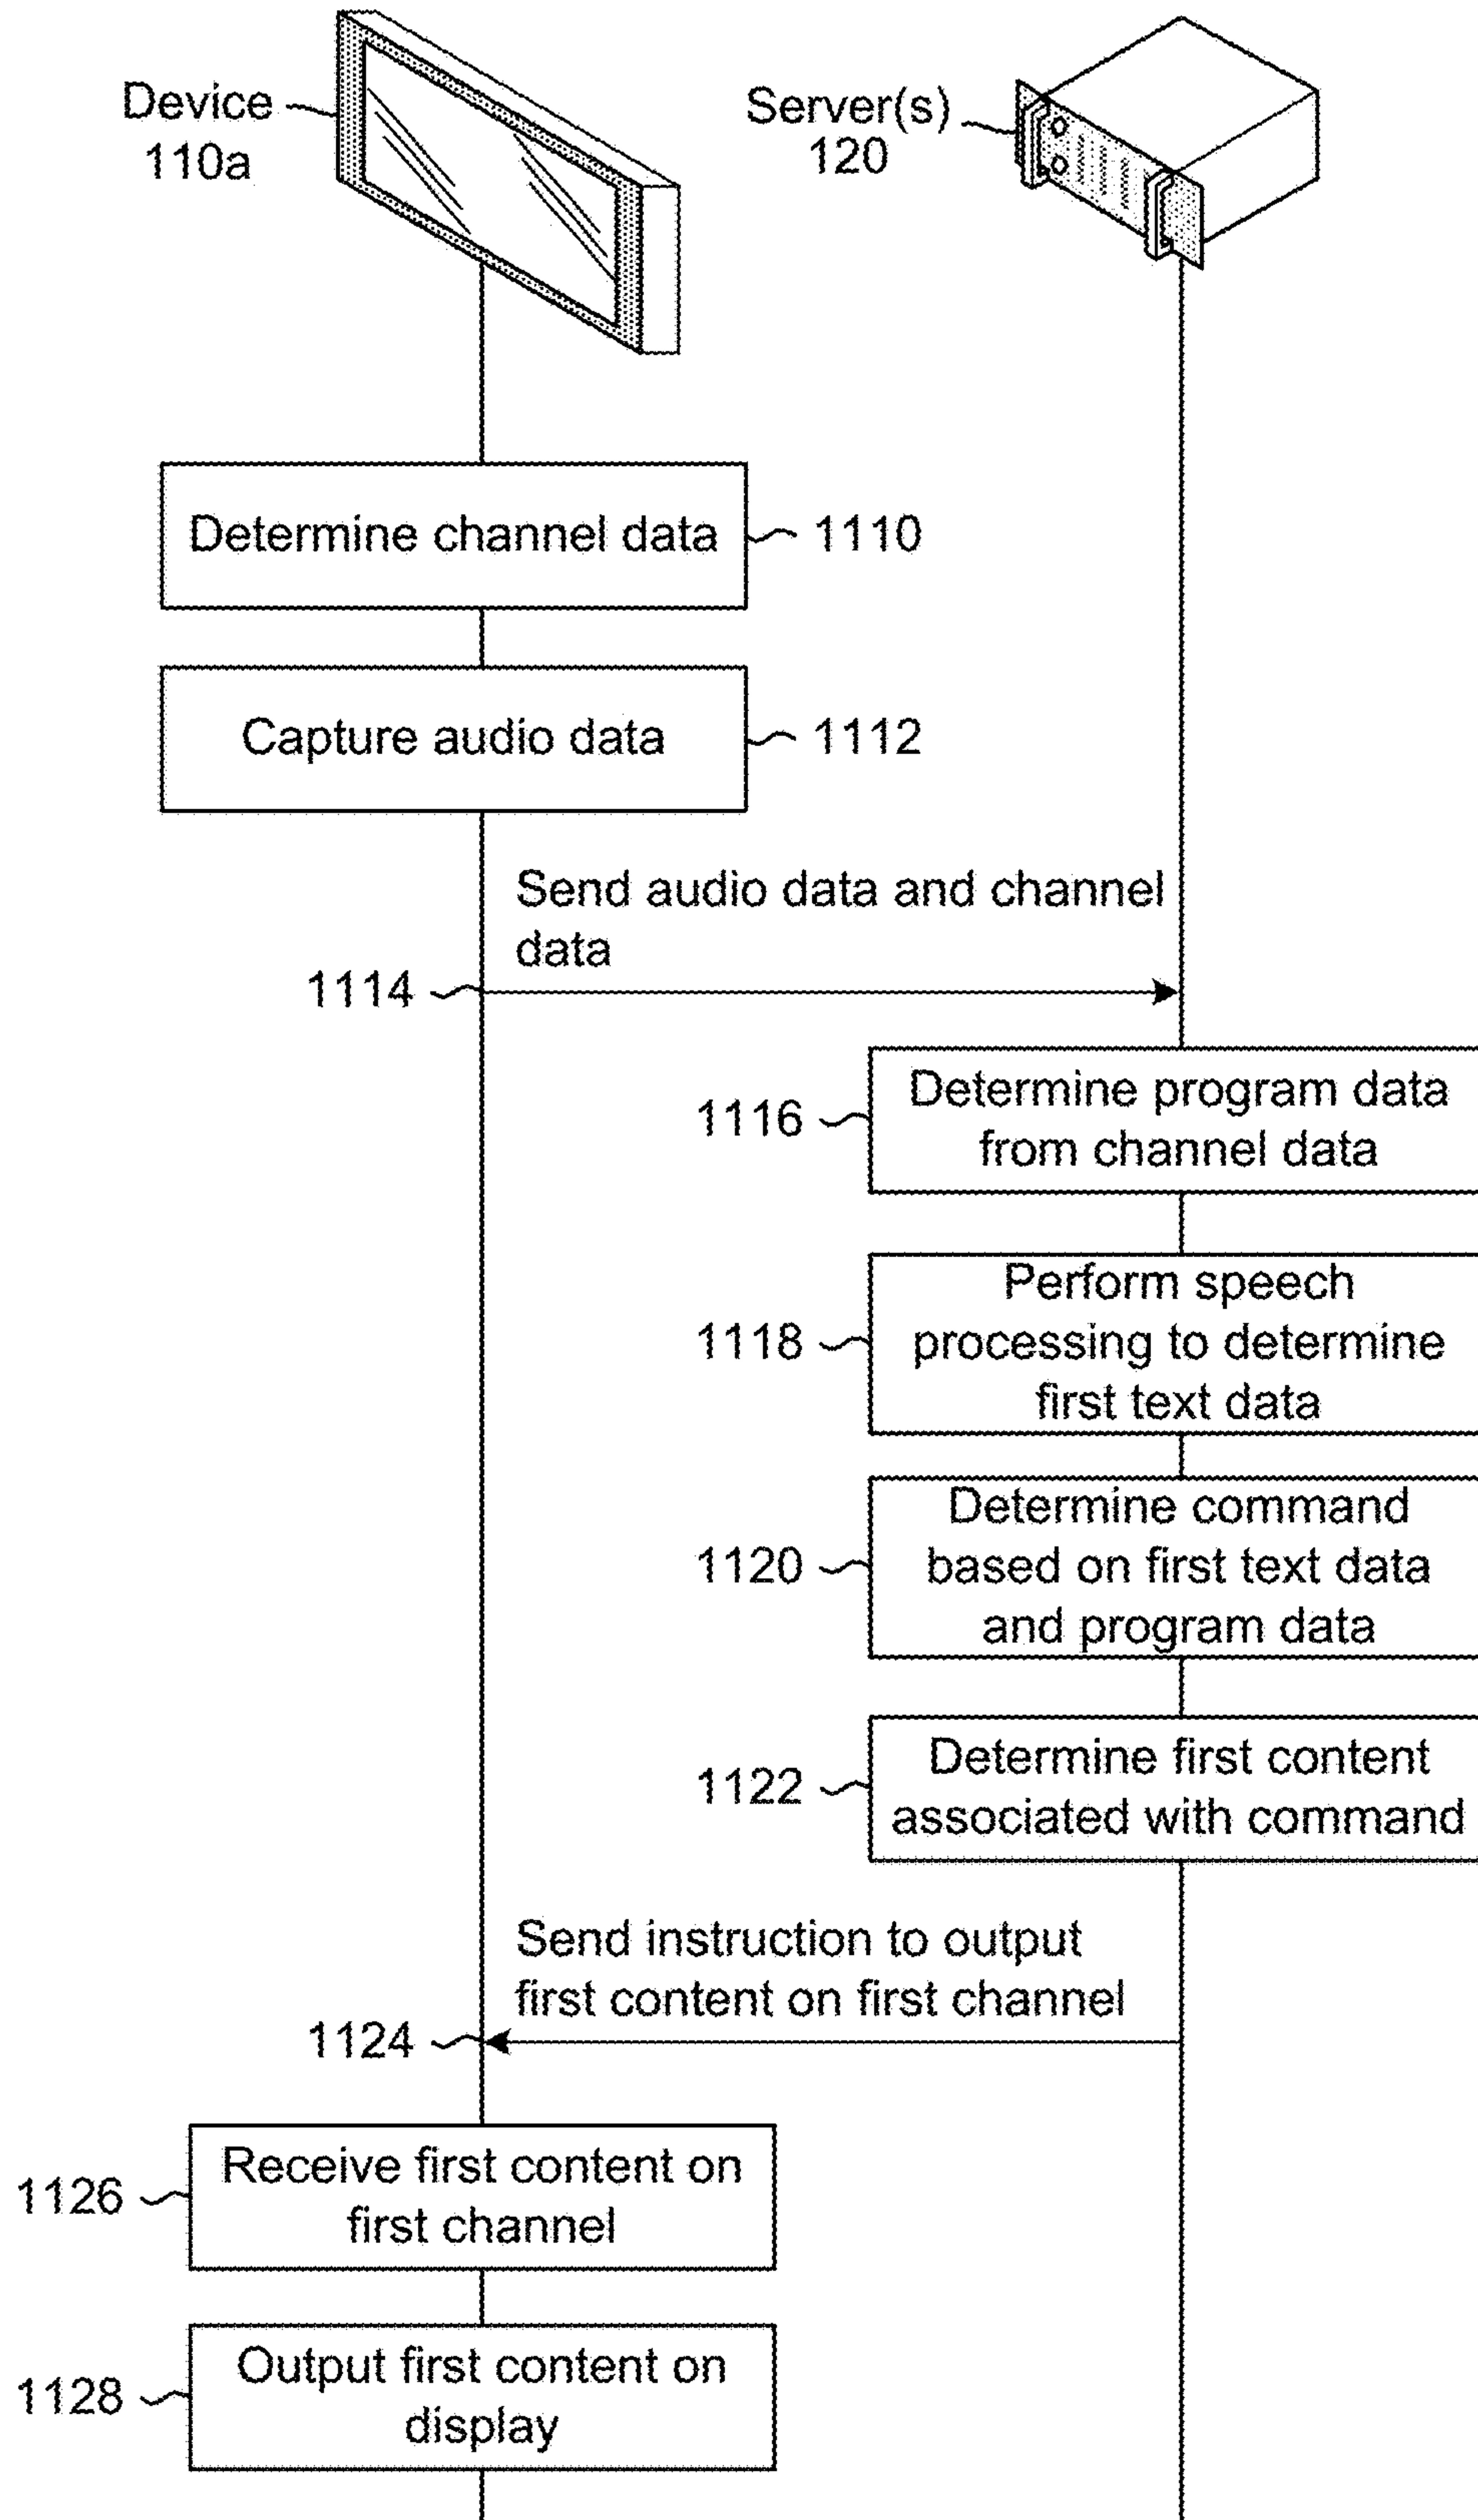 Device
110a
Server(s)
120
Determine channel data
1110
Capture audio data
1112
Send audio data and channel
data
1114
Determine program data
from channel data
1116
Perform speech
processing to determine
first text data
1118
Determine command
based on first text data
and program data
1120
Determine first content
associated with command
1122
Send instruction to output
first content on first channel
1124
Receive first content on
first channel
1126
Output first content on
display
1128